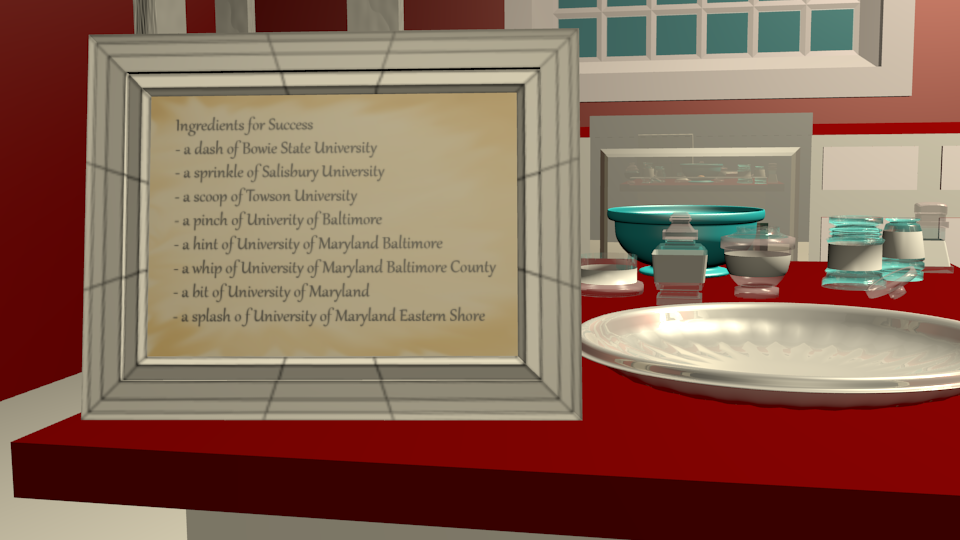 Ingredients for Success
- a dash of Bowie State University
- a sprinkle of Salisbury University
- a scoop of Towson University
- a pinch of Univerity of Baltimore
- a hint of University of Maryland Baltimore
- a whip of University of Maryland Baltimore County
- a bit of University of Maryland
- a splash o f University of Maryland Eastern Shore